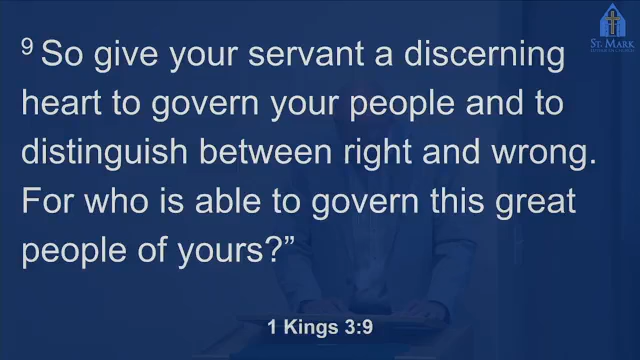 ST. MARK
9 So give your servant a discerning
heart to govern your people and to
distinguish between right and wrong.
For who is able to govern this great
people of yours?”
1 Kings 3:9